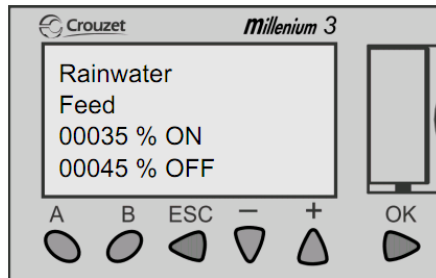 Crouzet
millenium 3
Rainwater
Feed
00035 % ON
00045 % OFF
A B ESC − + OK